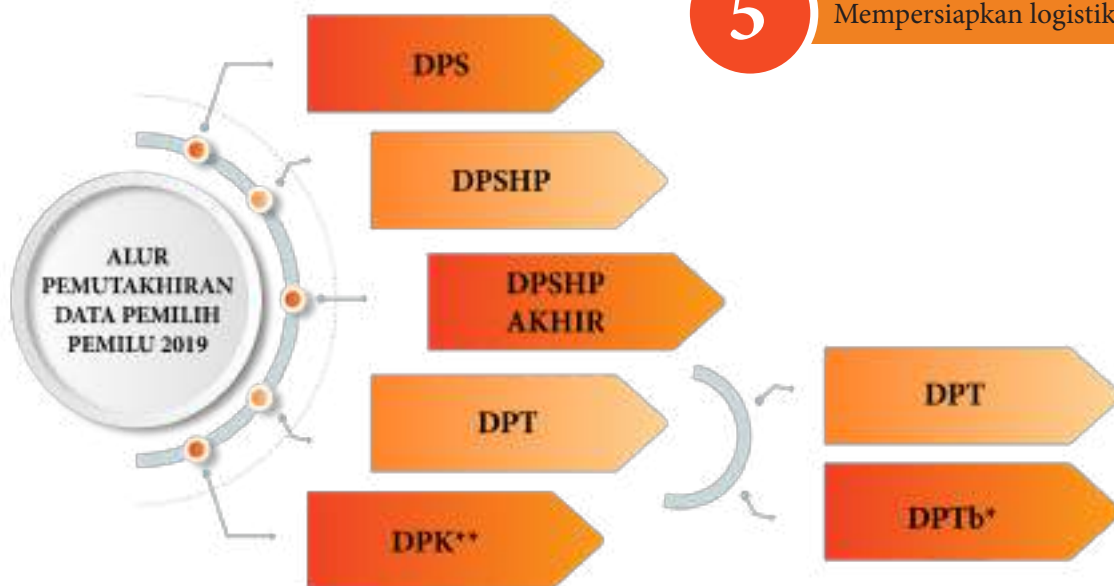 5
Mempersiapkan logistik
DPS
DPSHP
ALUR
PEMUTAKHIRAN
DATA PEMILIH
PEMILU 2019
DPSHP
AKHIR
DPT
DPK**
DPT
DPTb*